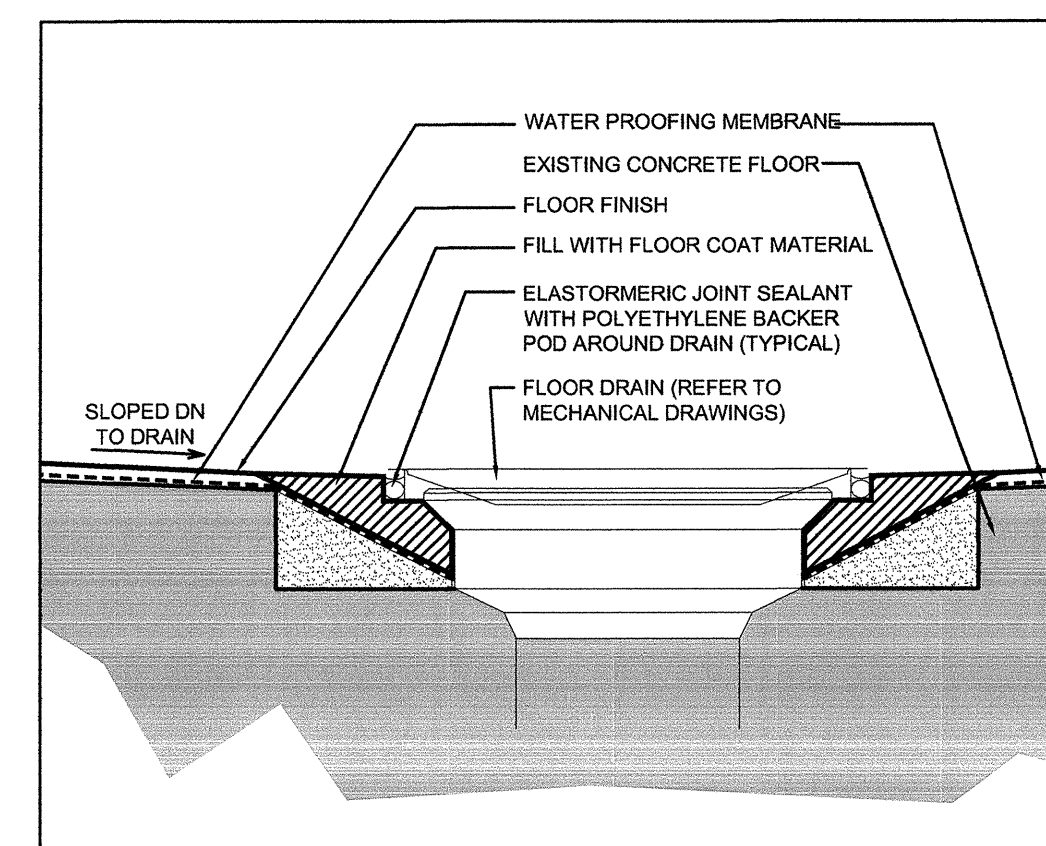 WATER PROOFING MEMBRANE
EXISTING CONCRETE FLOOR
FLOOR FINISH
FILL WITH FLOOR COAT MATERIAL
ELASTORMERIC JOINT SEALANT
WITH POLYETHYLENE BACKER
POD AROUND DRAIN (TYPICAL)
FLOOR DRAIN (REFER TO
MECHANICAL DRAWINGS)
SLOPED DN
TO DRAIN